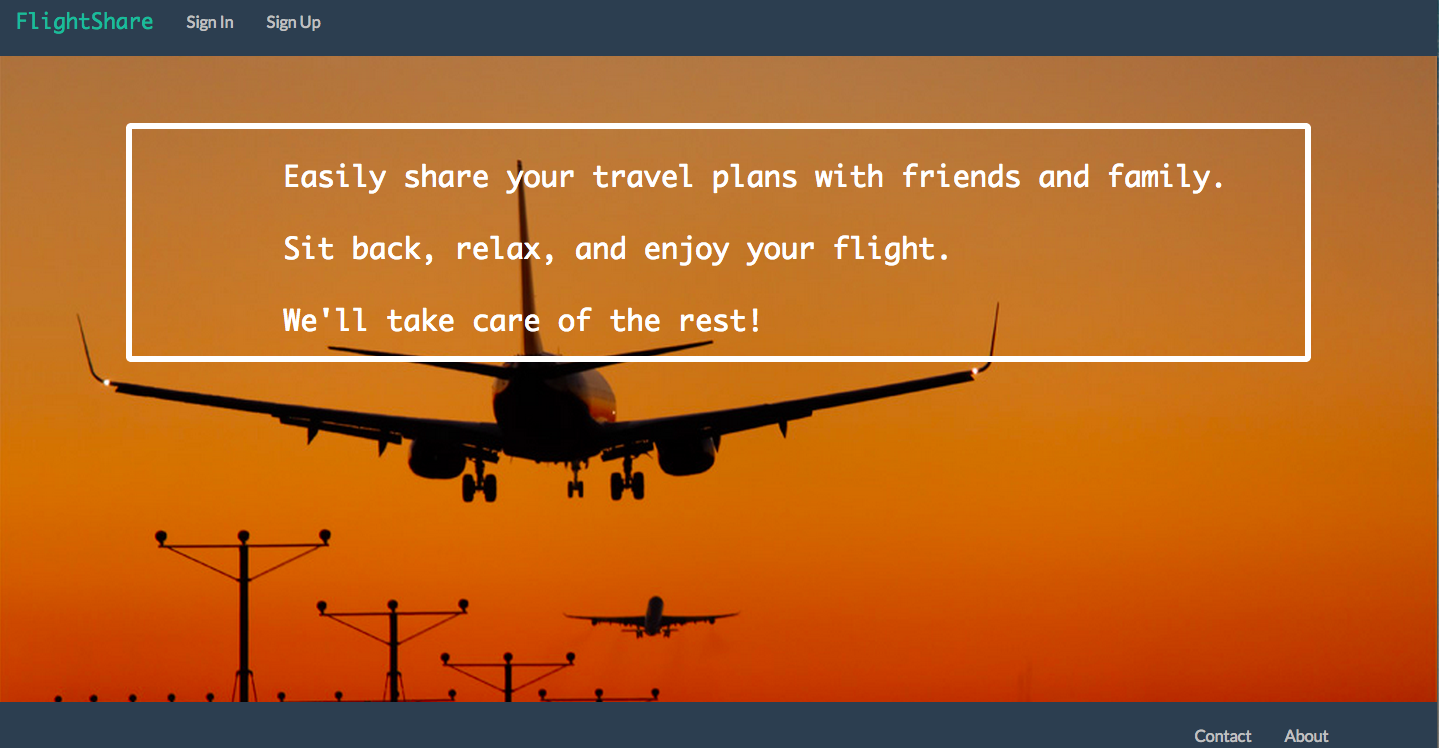 FlightShare Sign In Sign Up
Easily share your travel plans with friends and family.
Sit back, relax, and enjoy your flight.
We'll take care of the rest!
Contact About